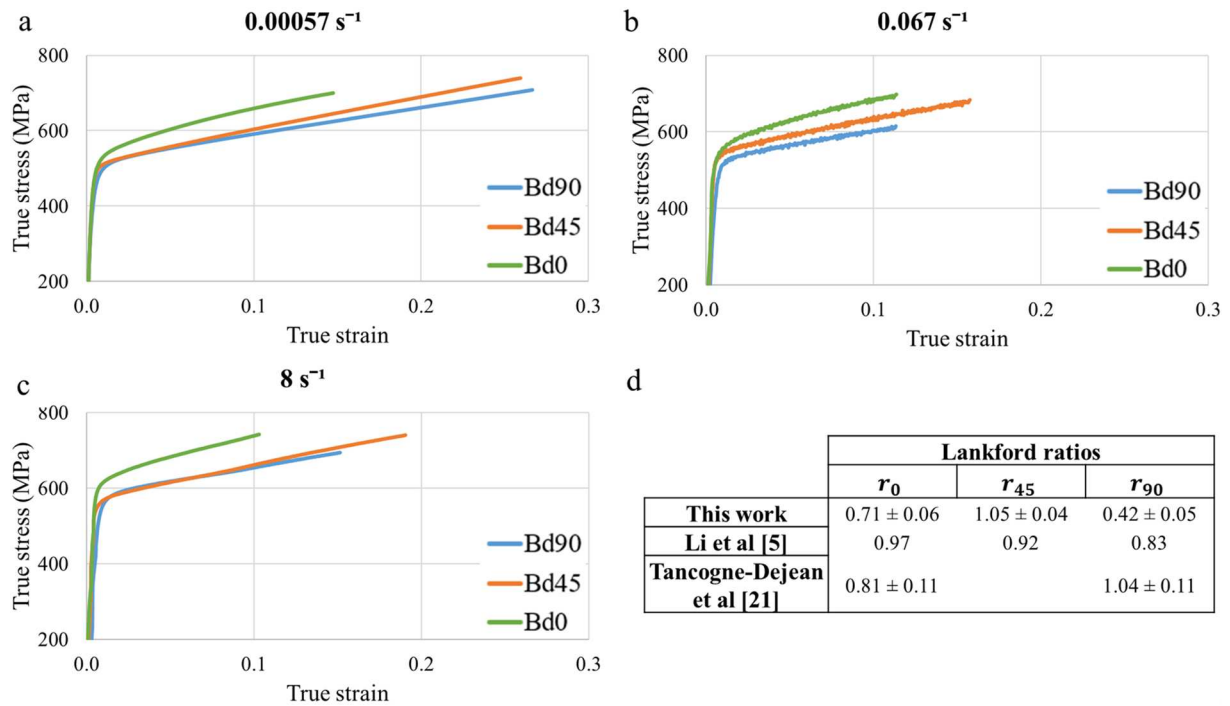 a
0.00057 s⁻¹
800
600
400
200
True stress (MPa)
Bd90
Bd45
Bd0
0.0 0.1 0.2 0.3
True strain
b
0.067 s⁻¹
800
600
400
200
True stress (MPa)
Bd90
Bd45
Bd0
0.0 0.1 0.2 0.3
True strain
c
8 s⁻¹
800
600
400
200
True stress (MPa)
Bd90
Bd45
Bd0
0.0 0.1 0.2 0.3
True strain
d
Lankford ratios
r₀ r₄₅ r₉₀
This work 0.71 ± 0.06 1.05 ± 0.04 0.42 ± 0.05
Li et al [5] 0.97 0.92 0.83
Tancogne-Dejean
et al [21] 0.81 ± 0.11 1.04 ± 0.11